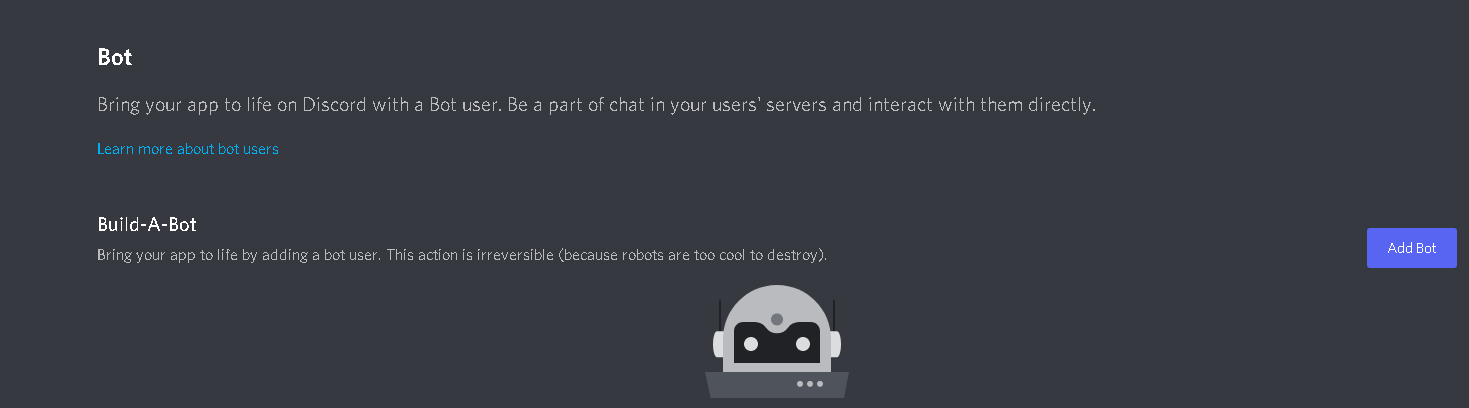 Bot
Bring your app to life on Discord with a Bot user. Be a part of chat in your users' servers and interact with them directly.
Learn more about bot users
Build-A-Bot
Bring your app to life by adding a bot user. This action is irreversible (because robots are too cool to destroy).
Add Bot